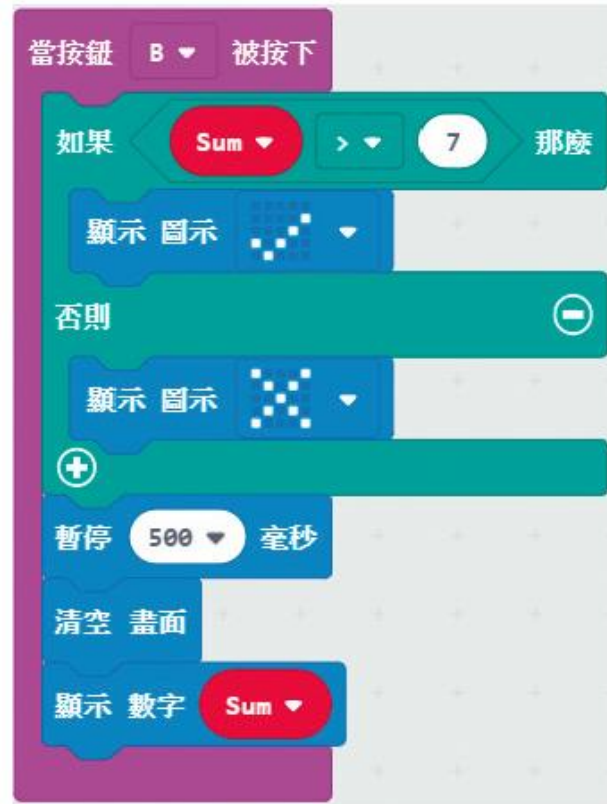 當按鈕 B 被按下
如果 Sum > 7 那麼
顯示 圖示
否則
顯示 圖示
暫停 500 毫秒
清空 畫面
顯示 數字 Sum